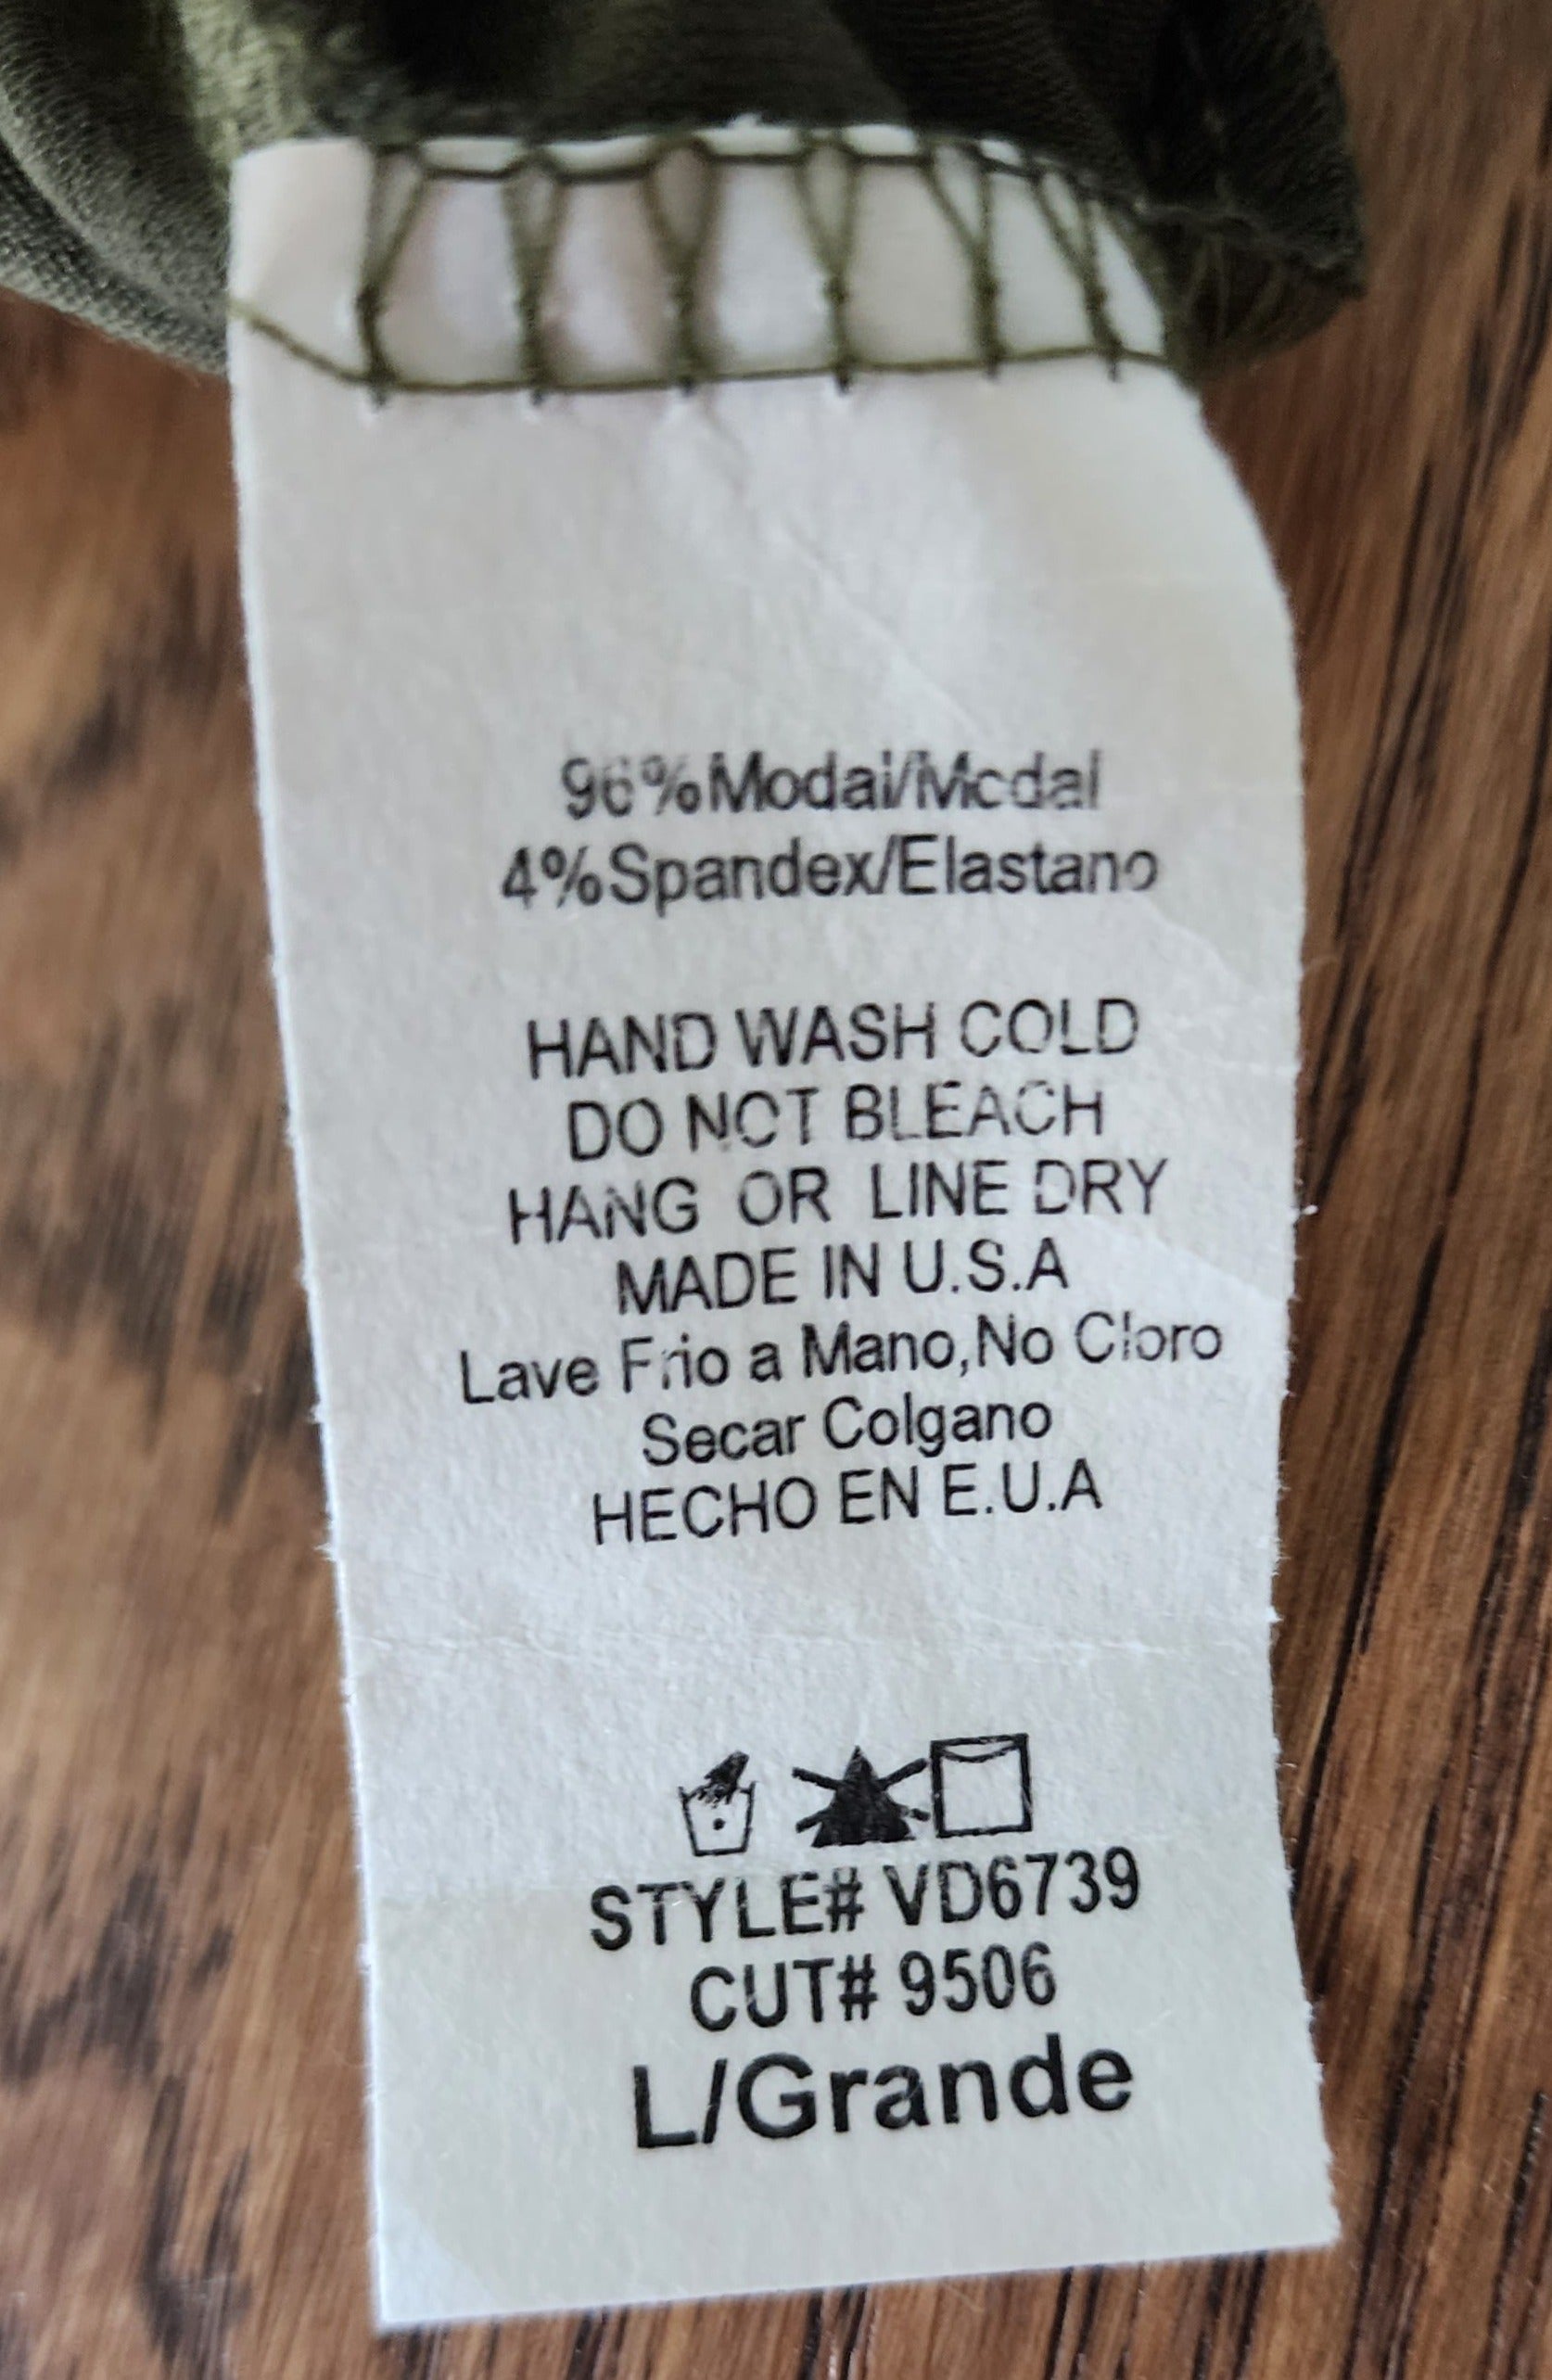 96%Modal/Modal
4%Spandex/Elastano
HAND WASH COLD
DO NOT BLEACH
HANG OR LINE DRY
MADE IN U.S.A
Lave Frio a Mano,No Cloro
Secar Colgano
HECHO EN E.U.A
STYLE# VD6739
CUT# 9506
L/Grande